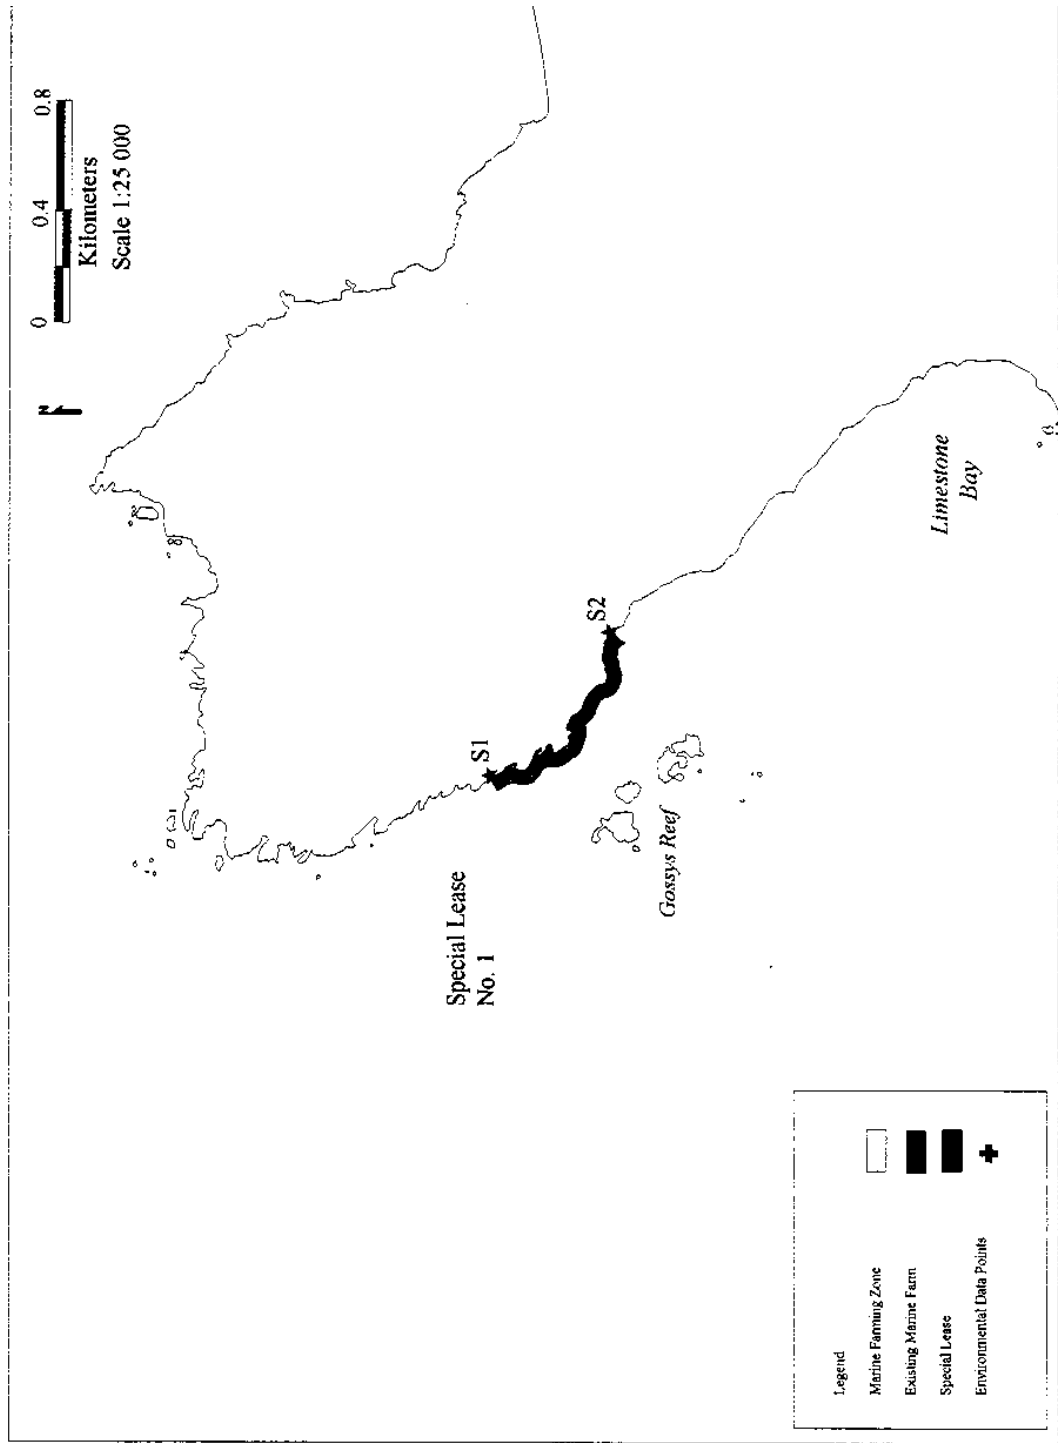 0 0.4 0.8
Kilometers
Scale 1:25 000
N
S1
S2
Special Lease
No. 1
Gossys Reef
Limestone
Bay
Legend
Marine Farming Zone
Existing Marine Farm
Special Lease
Environmental Data Points